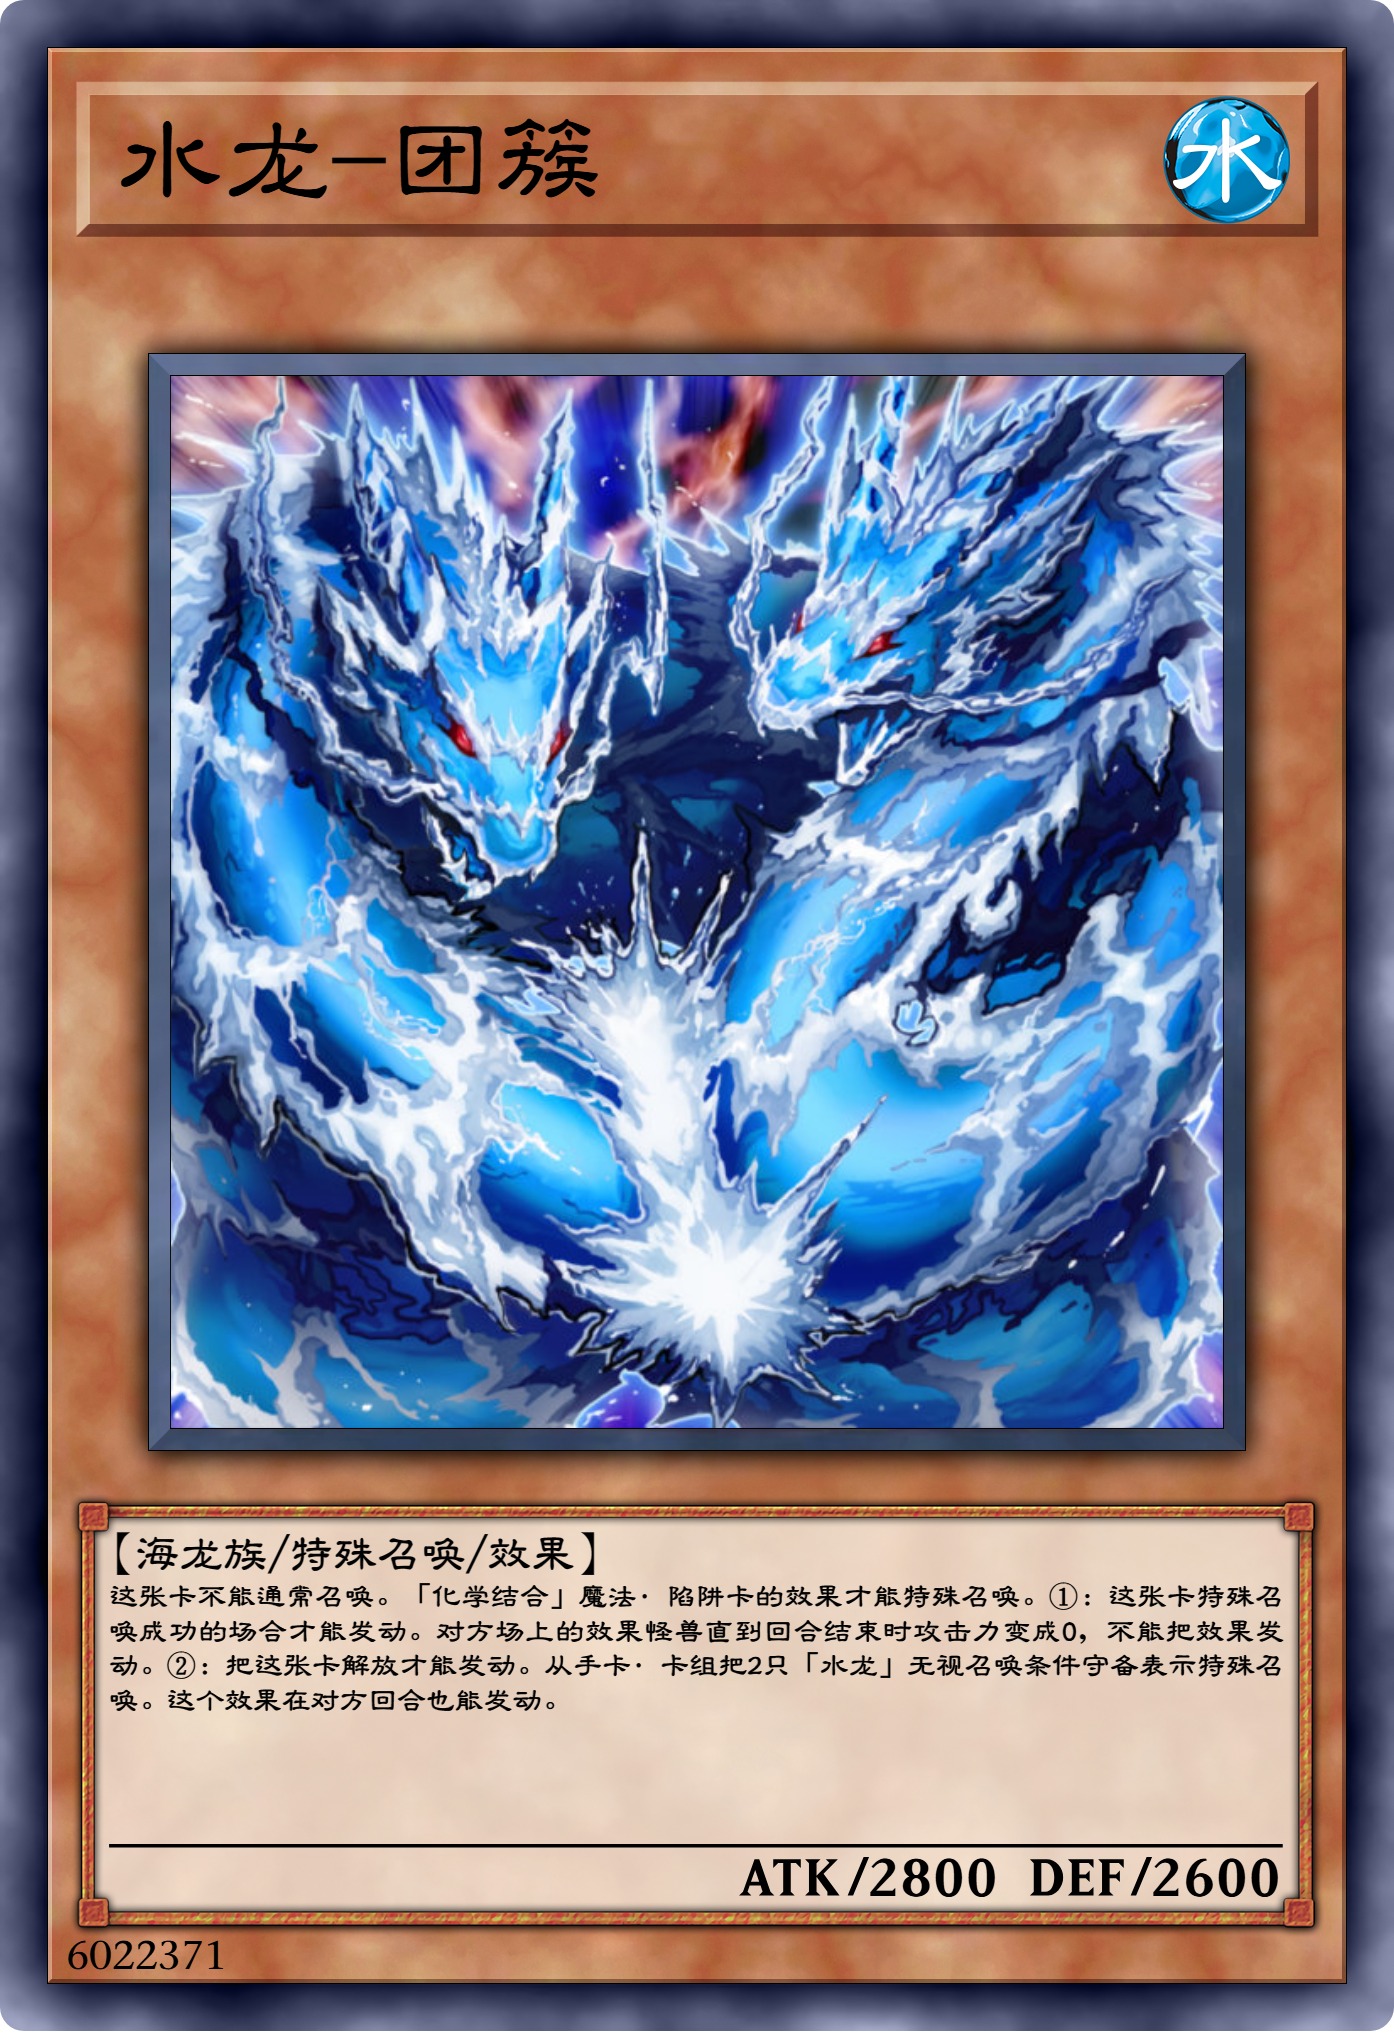 水龙-团簇
水
【海龙族/特殊召唤/效果】
这张卡不能通常召唤。「化学结合」魔法·陷阱卡的效果才能特殊召唤。①：这张卡特殊召
唤成功的场合才能发动。对方场上的效果怪兽直到回合结束时攻击力变成0，不能把效果发
动。②：把这张卡解放才能发动。从手卡·卡组把2只「水龙」无视召唤条件守备表示特殊召
唤。这个效果在对方回合也能发动。
ATK/2800 DEF/2600
6022371